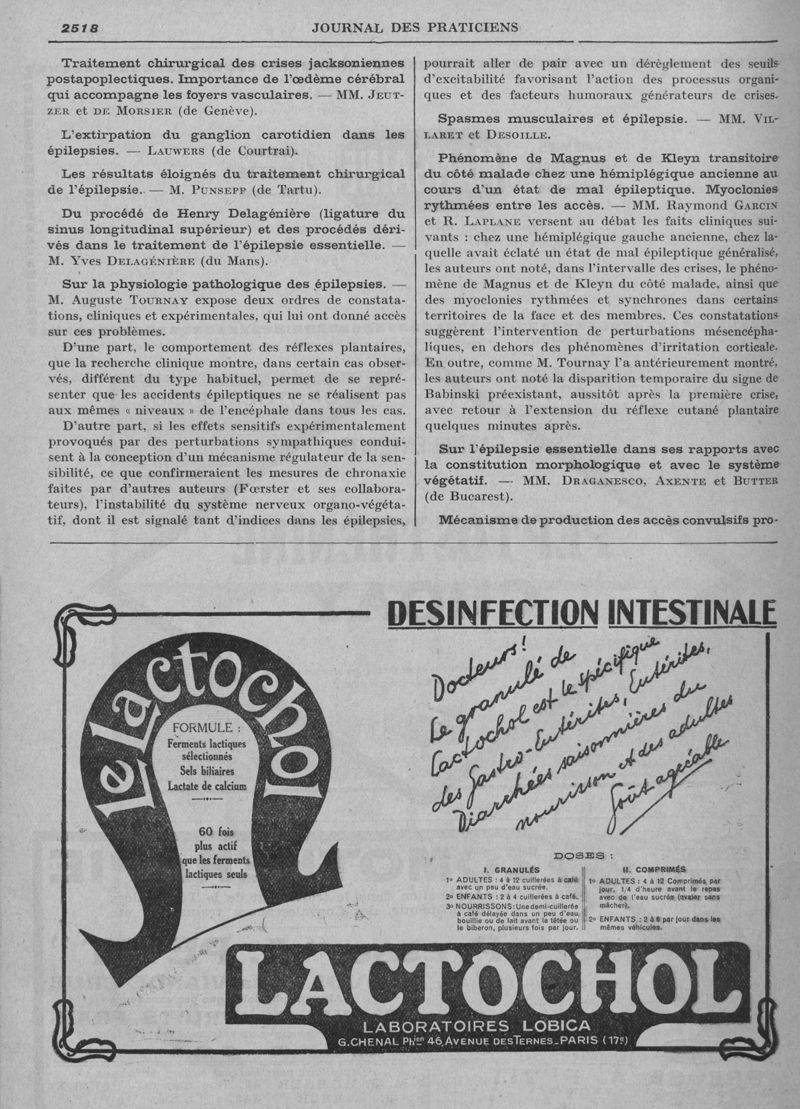 2518
JOURNAL DES PRATICIENS
Traitement chirurgical des crises jacksoniennes
postapoplectiques. Importance de l'œdème cérébral
qui accompagne les foyers vasculaires. — MM. JEUT-
ZER et DE MORSIER (de Genève).
L'extirpation du ganglion carotidien dans les
épilepsies. — LAUWERS (de Courtrai).
Les résultats éloignés du traitement chirurgical
de l'épilepsie. — M. PUNSEPP (de Tartu).
Du procédé de Henry Delagénière (ligature du
sinus longitudinal supérieur) et des procédés déri-
vés dans le traitement de l'épilepsie essentielle. —
M. Yves DELAGÉNIÈRE (du Mans).
Sur la physiologie pathologique des épilepsies. —
M. Auguste TOURNAY expose deux ordres de constata-
tions, cliniques et expérimentales, qui lui ont donné accès
sur ces problèmes.
D'une part, le comportement des réflexes plantaires,
que la recherche clinique montre, dans certain cas obser-
vés, différent du type habituel, permet de se repré-
senter que les accidents épileptiques ne se réalisent pas
aux mêmes « niveaux » de l'encéphale dans tous les cas.
D'autre part, si les effets sensitifs expérimentalement
provoqués par des perturbations sympathiques condui-
sent à la conception d'un mécanisme régulateur de la sen-
sibilité, ce que confirmeraient les mesures de chronaxie
faites par d'autres auteurs (Fœrster et ses collabora-
teurs), l'instabilité du système nerveux organo-végéta-
tif, dont il est signalé tant d'indices dans les épilepsies,
pourrait aller de pair avec un dérèglement des seuils
d'excitabilité favorisant l'action des processus organi-
ques et des facteurs humoraux générateurs de crises.
Spasmes musculaires et épilepsie. — MM. VIL-
LARET et DESOILLE.
Phénomène de Magnus et de Kleyn transitoire
du côté malade chez une hémiplégique ancienne au
cours d'un état de mal épileptique. Myoclonies
rythmées entre les accès. — MM. Raymond GARCIN
et R. LAPLANE versent au débat les faits cliniques sui-
vants : chez une hémiplégique gauche ancienne, chez la-
quelle avait éclaté un état de mal épileptique généralisé,
les auteurs ont noté, dans l'intervalle des crises, le phéno-
mène de Magnus et de Kleyn du côté malade, ainsi que
des myoclonies rythmées et synchrones dans certains
territoires de la face et des membres. Ces constatations
suggèrent l'intervention de perturbations mésencépha-
liques, en dehors des phénomènes d'irritation corticale.
En outre, comme M. Tournay l'a antérieurement montré,
les auteurs ont noté la disparition temporaire du signe de
Babinski préexistant, aussitôt après la première crise,
avec retour à l'extension du réflexe cutané plantaire
quelques minutes après.
Sur l'épilepsie essentielle dans ses rapports avec
la constitution morphologique et avec le système
végétatif. — MM. DRAGANESCO, AXENTE et BUTTER
(de Bucarest).
Mécanisme de production des accès convulsifs pro-
DESINFECTION INTESTINALE
Le Lactochol
FORMULE :
Ferments lactiques
sélectionnés
Sels biliaires
Lactate de calcium
60 fois
plus actif
que les ferments
lactiques seuls
Docteurs!
Le granulé de
Lactochol est le spécifique
des Gastro-Entérites, Entérites,
Diarrhées saisonnières du
nourisson et des adultes
Goût agréable
DOSES :
I. GRANULÉS
1º ADULTES : 4 à 12 cuillerées à café
avec un peu d'eau sucrée.
2º ENFANTS : 2 à 4 cuillerées à café.
3º NOURRISSONS : Une demi-cuillerée
à café délayée dans un peu d'eau,
bouillie ou de lait avant la tétée ou
le biberon, plusieurs fois par jour.
II. COMPRIMÉS
1º ADULTES : 4 à 12 Comprimés par
jour, 1/4 d'heure avant le repas
avec de l'eau sucrée (avaler sans
mâcher).
2º ENFANTS : 2 à 6 par jour dans les
mêmes véhicules.
LACTOCHOL
LABORATOIRES LOBICA
G. CHENAL Phien 46, AVENUE DES TERNES _ PARIS (17e)